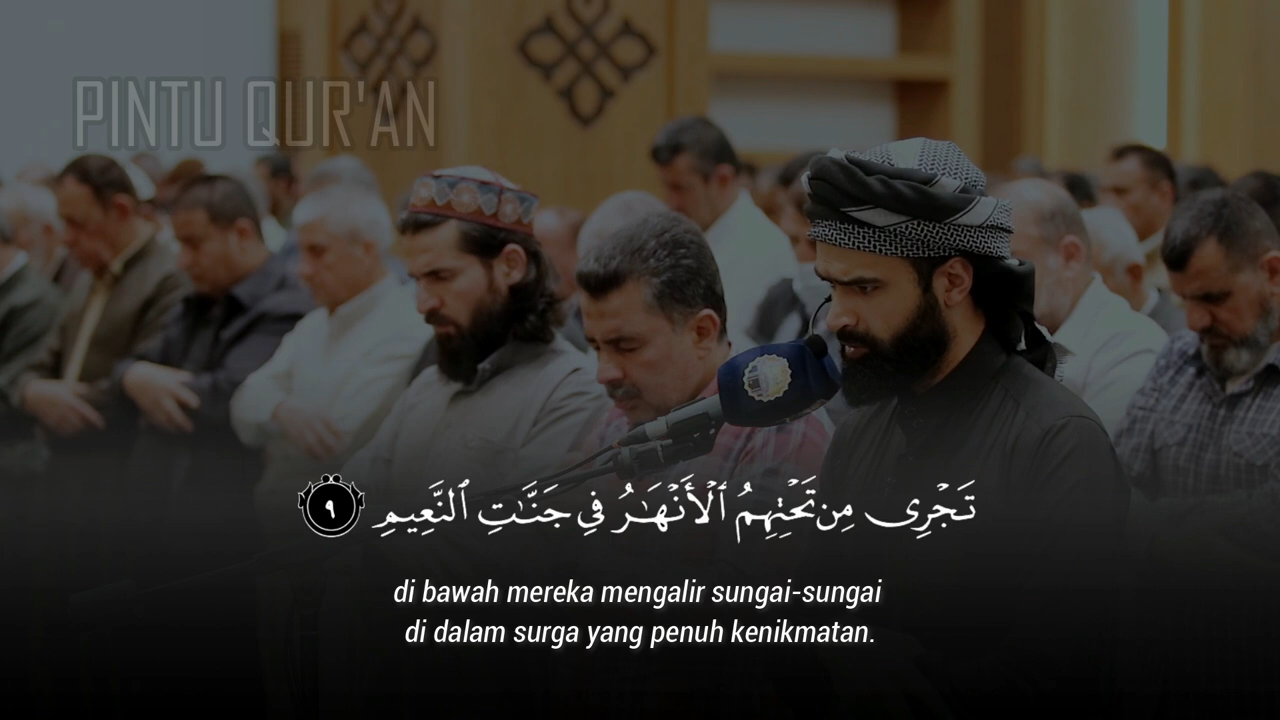 PINTU QUR'AN
تَجْرِى مِن تَحْتِهِمُ ٱلْأَنْهَـٰرُ فِى جَنَّـٰتِ ٱلنَّعِيمِ ٩
di bawah mereka mengalir sungai-sungai
di dalam surga yang penuh kenikmatan.